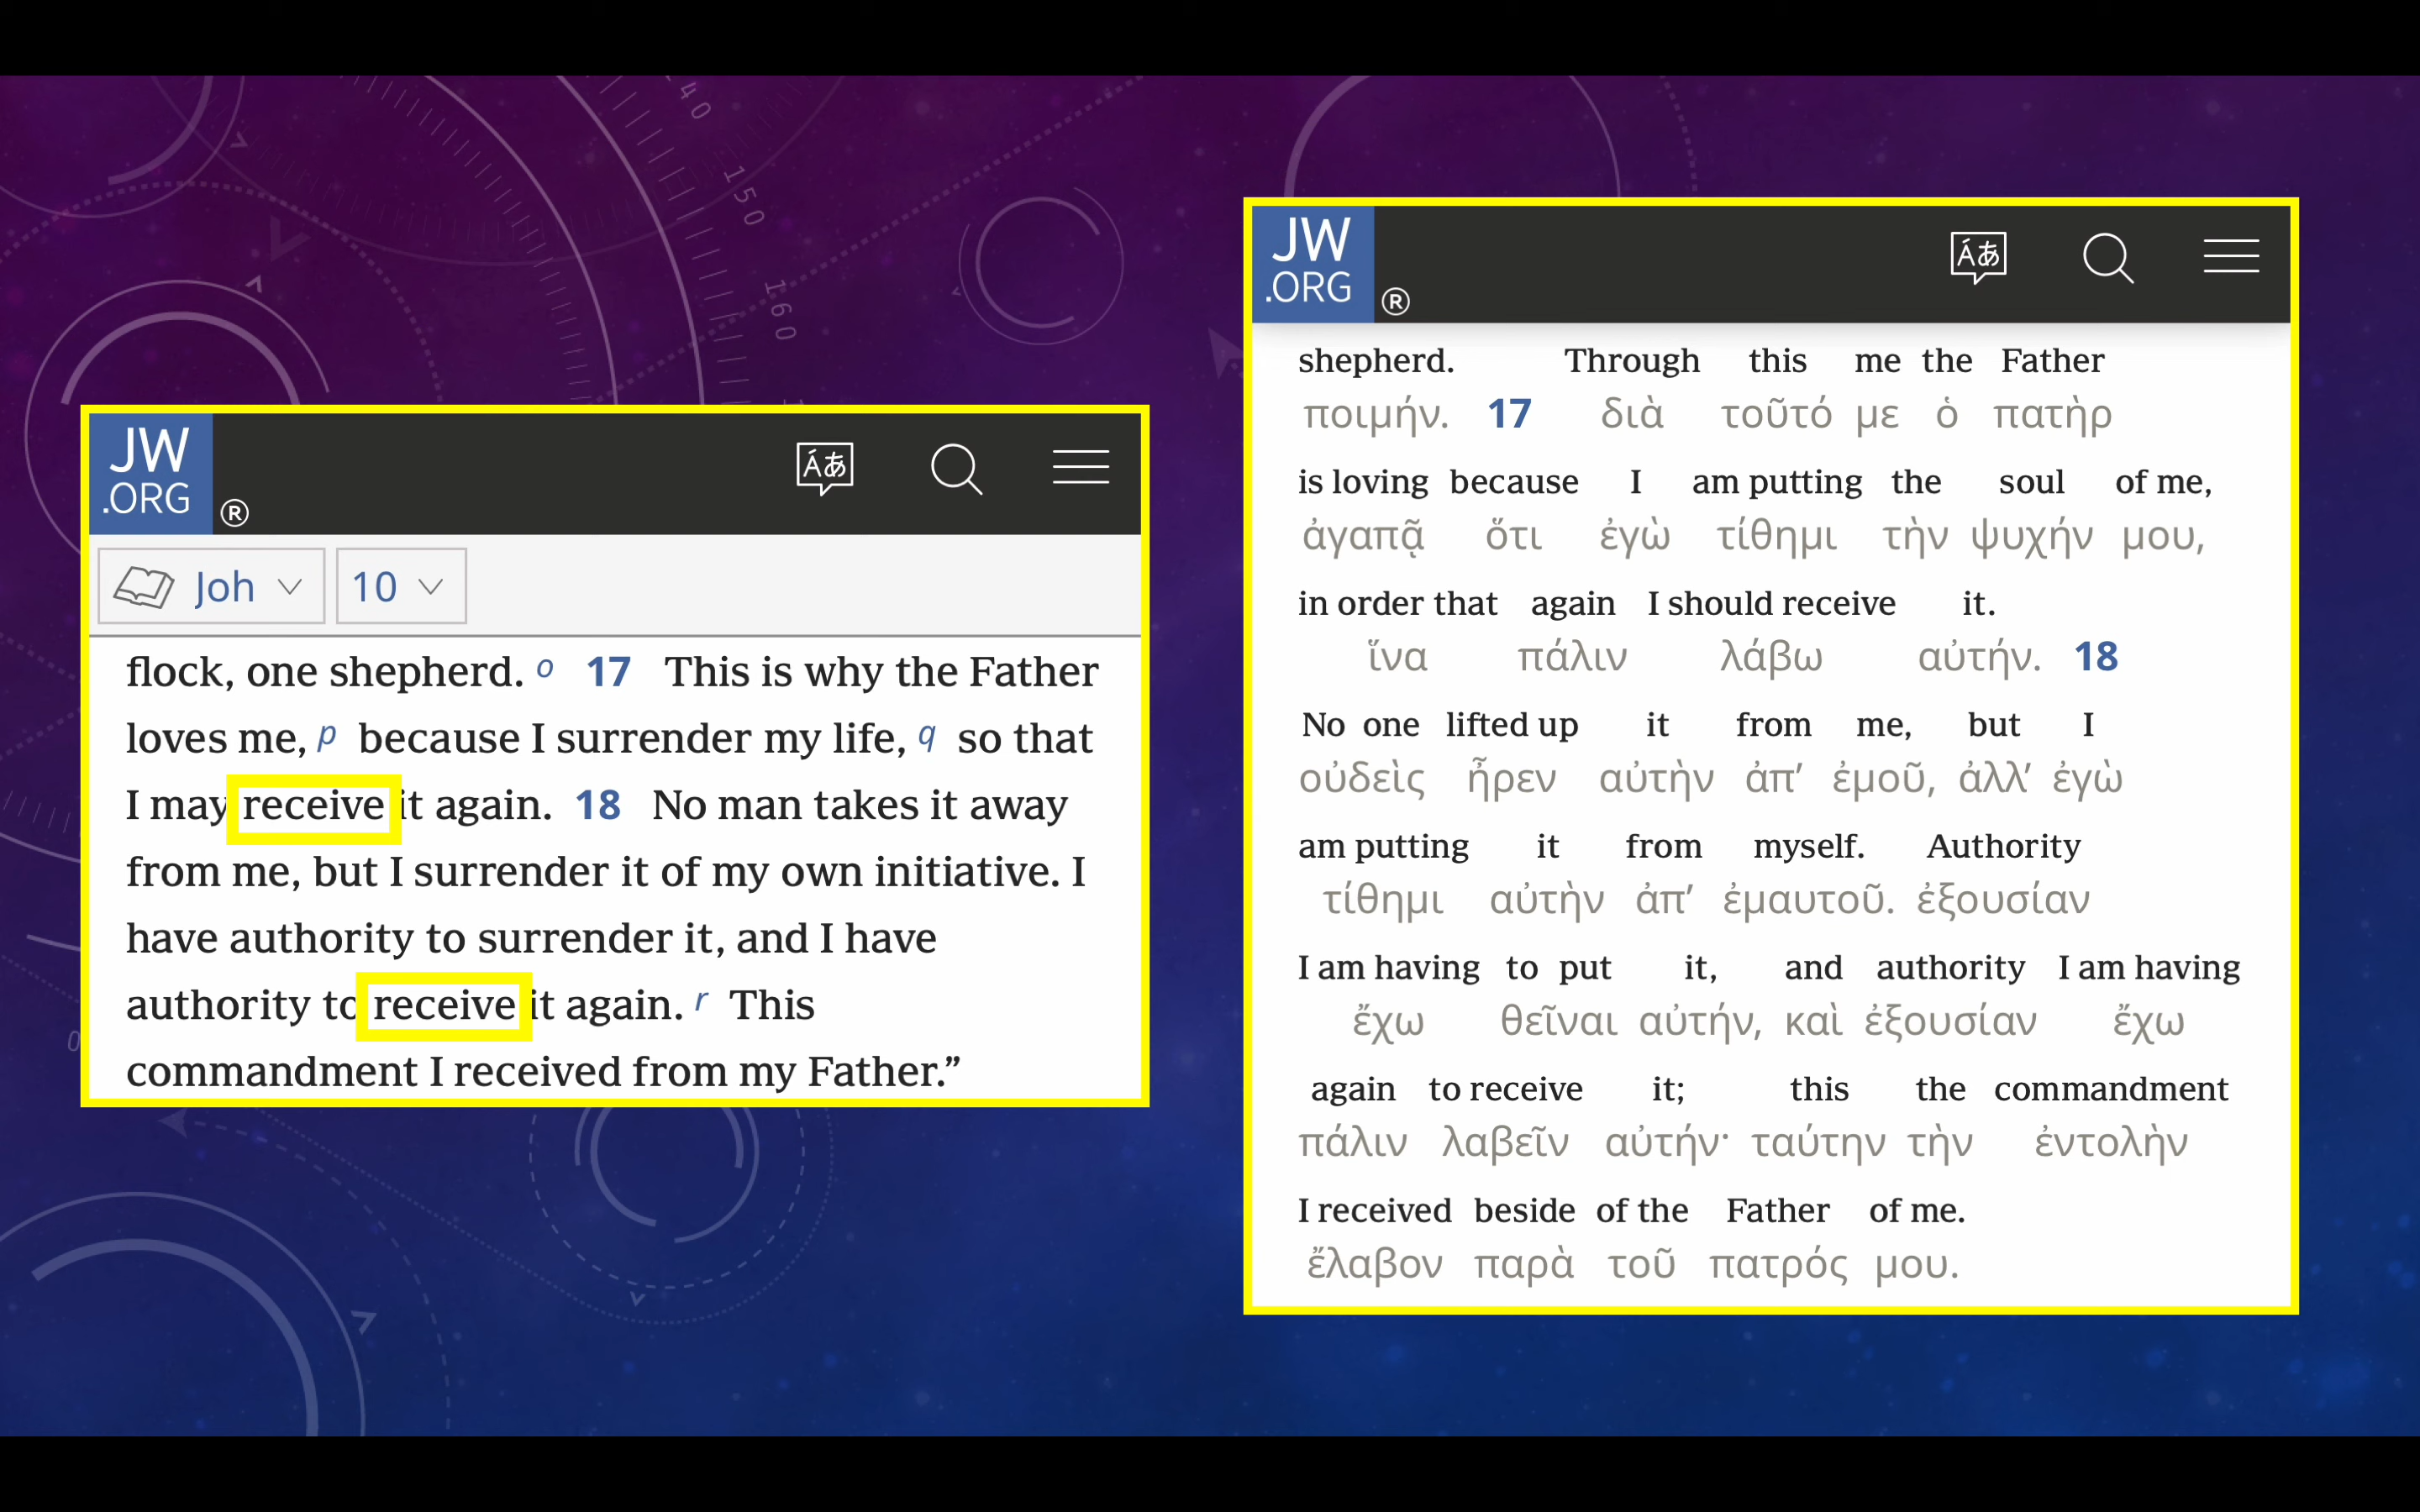 40
150
160
JW
.ORG
®
Áあ
Joh
10
flock, one shepherd. o 17 This is why the Father
loves me, p because I surrender my life, q so that
I may receive it again. 18 No man takes it away
from me, but I surrender it of my own initiative. I
have authority to surrender it, and I have
authority to receive it again. r This
commandment I received from my Father.”
JW
.ORG
®
Áあ
shepherd. Through this me the Father
ποιμήν. 17 διὰ τοῦτό με ὁ πατὴρ
is loving because I am putting the soul of me,
ἀγαπᾷ ὅτι ἐγὼ τίθημι τὴν ψυχήν μου,
in order that again I should receive it.
ἵνα πάλιν λάβω αὐτήν. 18
No one lifted up it from me, but I
οὐδεὶς ἦρεν αὐτὴν ἀπ’ ἐμοῦ, ἀλλ’ ἐγὼ
am putting it from myself. Authority
τίθημι αὐτὴν ἀπ’ ἐμαυτοῦ. ἐξουσίαν
I am having to put it, and authority I am having
ἔχω θεῖναι αὐτήν, καὶ ἐξουσίαν ἔχω
again to receive it; this the commandment
πάλιν λαβεῖν αὐτήν· ταύτην τὴν ἐντολὴν
I received beside of the Father of me.
ἔλαβον παρὰ τοῦ πατρός μου.